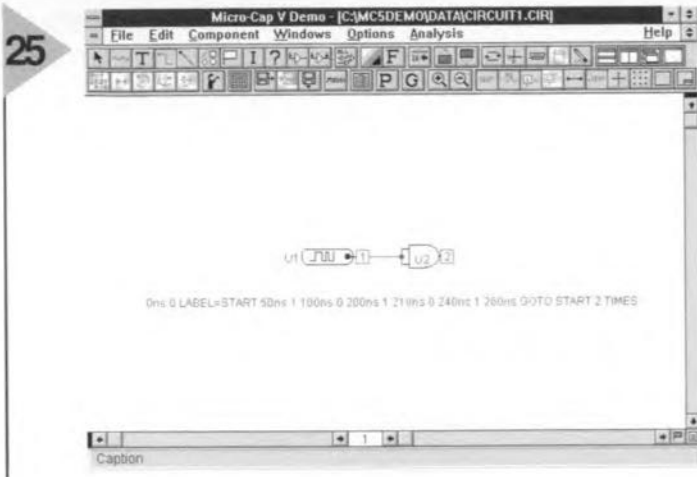 25
Micro-Cap V Demo - [C:\MC5DEMO\DATA\CIRCUIT1.CIR]
File Edit Component Windows Options Analysis Help
T I ? F
P G
U1 1 U2 2
0ns 0 LABEL=START 50ns 1 100ns 0 200ns 1 210ns 0 240ns 1 260ns GOTO START 2 TIMES
1
Caption